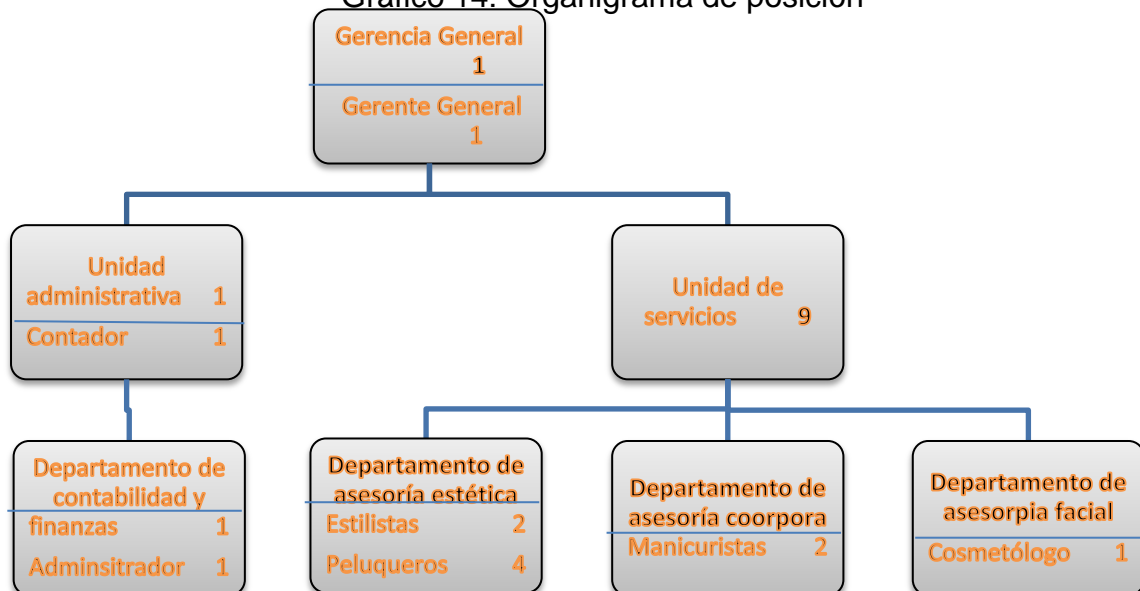 Gráfico 14. Organigrama de posición
Gerencia General
1
Gerente General
1
Unidad
administrativa 1
Contador 1
Unidad de
servicios 9
Departamento de
contabilidad y
finanzas 1
Adminsitrador 1
Departamento de
asesoría estética
Estilistas 2
Peluqueros 4
Departamento de
asesoría coorpora
Manicuristas 2
Departamento de
asesorpia facial
Cosmetólogo 1